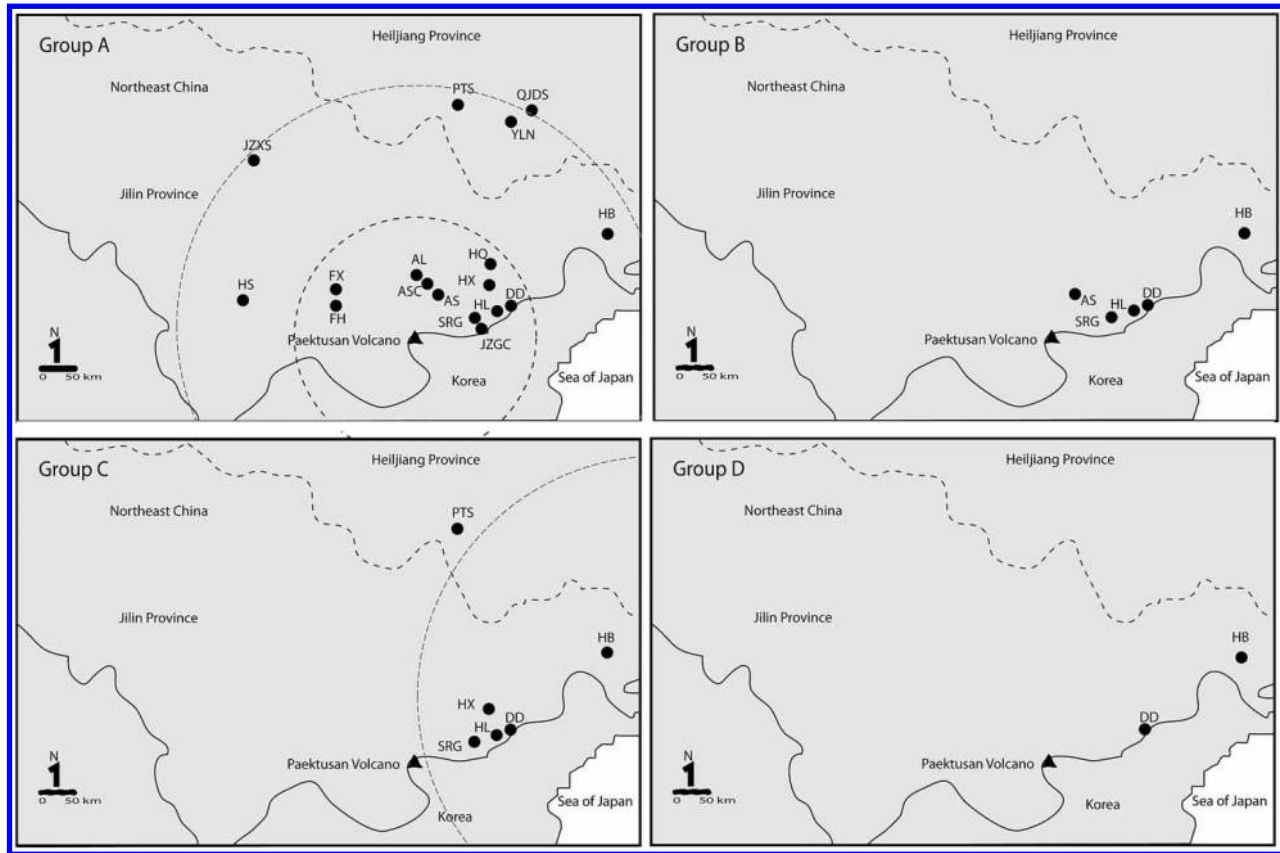 Group A
Heiljiang Province
Northeast China
PTS
QJDS
YLN
JZXS
Jilin Province
HB
AL
HQ
FX
ASC
HX
HS
AS
HL
DD
FH
SRG
Paektusan Volcano
JZGC
N
0 50 km
Korea
Sea of Japan
Group B
Heiljiang Province
Northeast China
Jilin Province
HB
AS
HL
DD
SRG
Paektusan Volcano
N
0 50 km
Korea
Sea of Japan
Group C
Heiljiang Province
Northeast China
PTS
Jilin Province
HB
HX
DD
HL
SRG
Paektusan Volcano
N
0 50 km
Korea
Sea of Japan
Group D
Heiljiang Province
Northeast China
Jilin Province
HB
DD
Paektusan Volcano
N
0 50 km
Korea
Sea of Japan